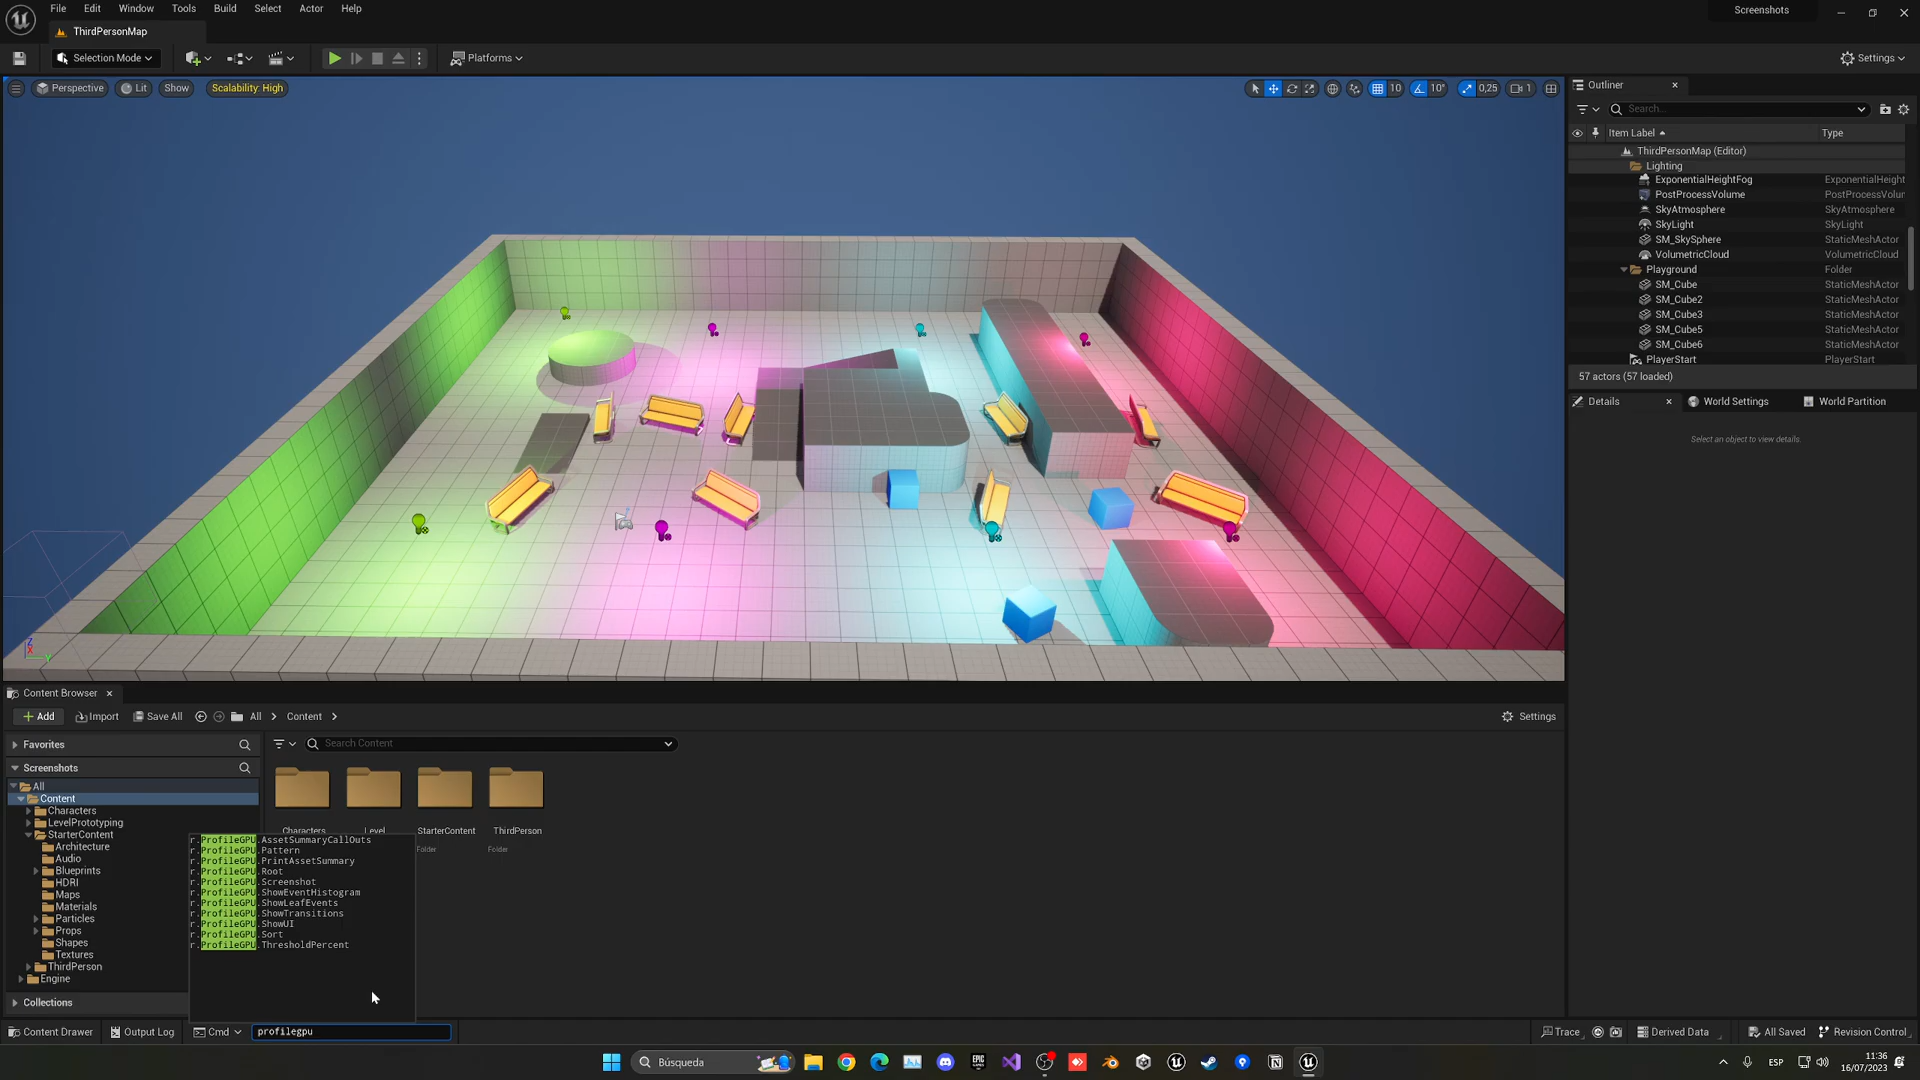 File Edit Window Tools Build Select Actor Help
Screenshots
ThirdPersonMap
Selection Mode
Platforms
Settings
Perspective Lit Show Scalability: High
10 10° 0,25 1
Outliner
Search...
Item Label Type
ThirdPersonMap (Editor)
Lighting
ExponentialHeightFog ExponentialHeight
PostProcessVolume PostProcessVolun
SkyAtmosphere SkyAtmosphere
SkyLight SkyLight
SM_SkySphere StaticMeshActor
VolumetricCloud VolumetricCloud
Playground Folder
SM_Cube StaticMeshActor
SM_Cube2 StaticMeshActor
SM_Cube3 StaticMeshActor
SM_Cube5 StaticMeshActor
SM_Cube6 StaticMeshActor
PlayerStart PlayerStart
57 actors (57 loaded)
Details World Settings World Partition
Select an object to view details.
Z
X
Y
Content Browser
Add Import Save All All Content Settings
Favorites
Search Content
Screenshots
All
Content
Characters
LevelPrototyping
StarterContent
Architecture
Audio
Blueprints
HDRI
Maps
Materials
Particles
Props
Shapes
Textures
ThirdPerson
Engine
Collections
Characters Level StarterContent ThirdPerson
Folder Folder
r.ProfileGPU.AssetSummaryCallOuts
r.ProfileGPU.Pattern
r.ProfileGPU.PrintAssetSummary
r.ProfileGPU.Root
r.ProfileGPU.Screenshot
r.ProfileGPU.ShowEventHistogram
r.ProfileGPU.ShowLeafEvents
r.ProfileGPU.ShowTransitions
r.ProfileGPU.ShowUI
r.ProfileGPU.Sort
r.ProfileGPU.ThresholdPercent
Content Drawer Output Log Cmd profilegpu
Trace Derived Data All Saved Revision Control
Búsqueda
EPIC GAMES
ESP
11:36
16/07/2023